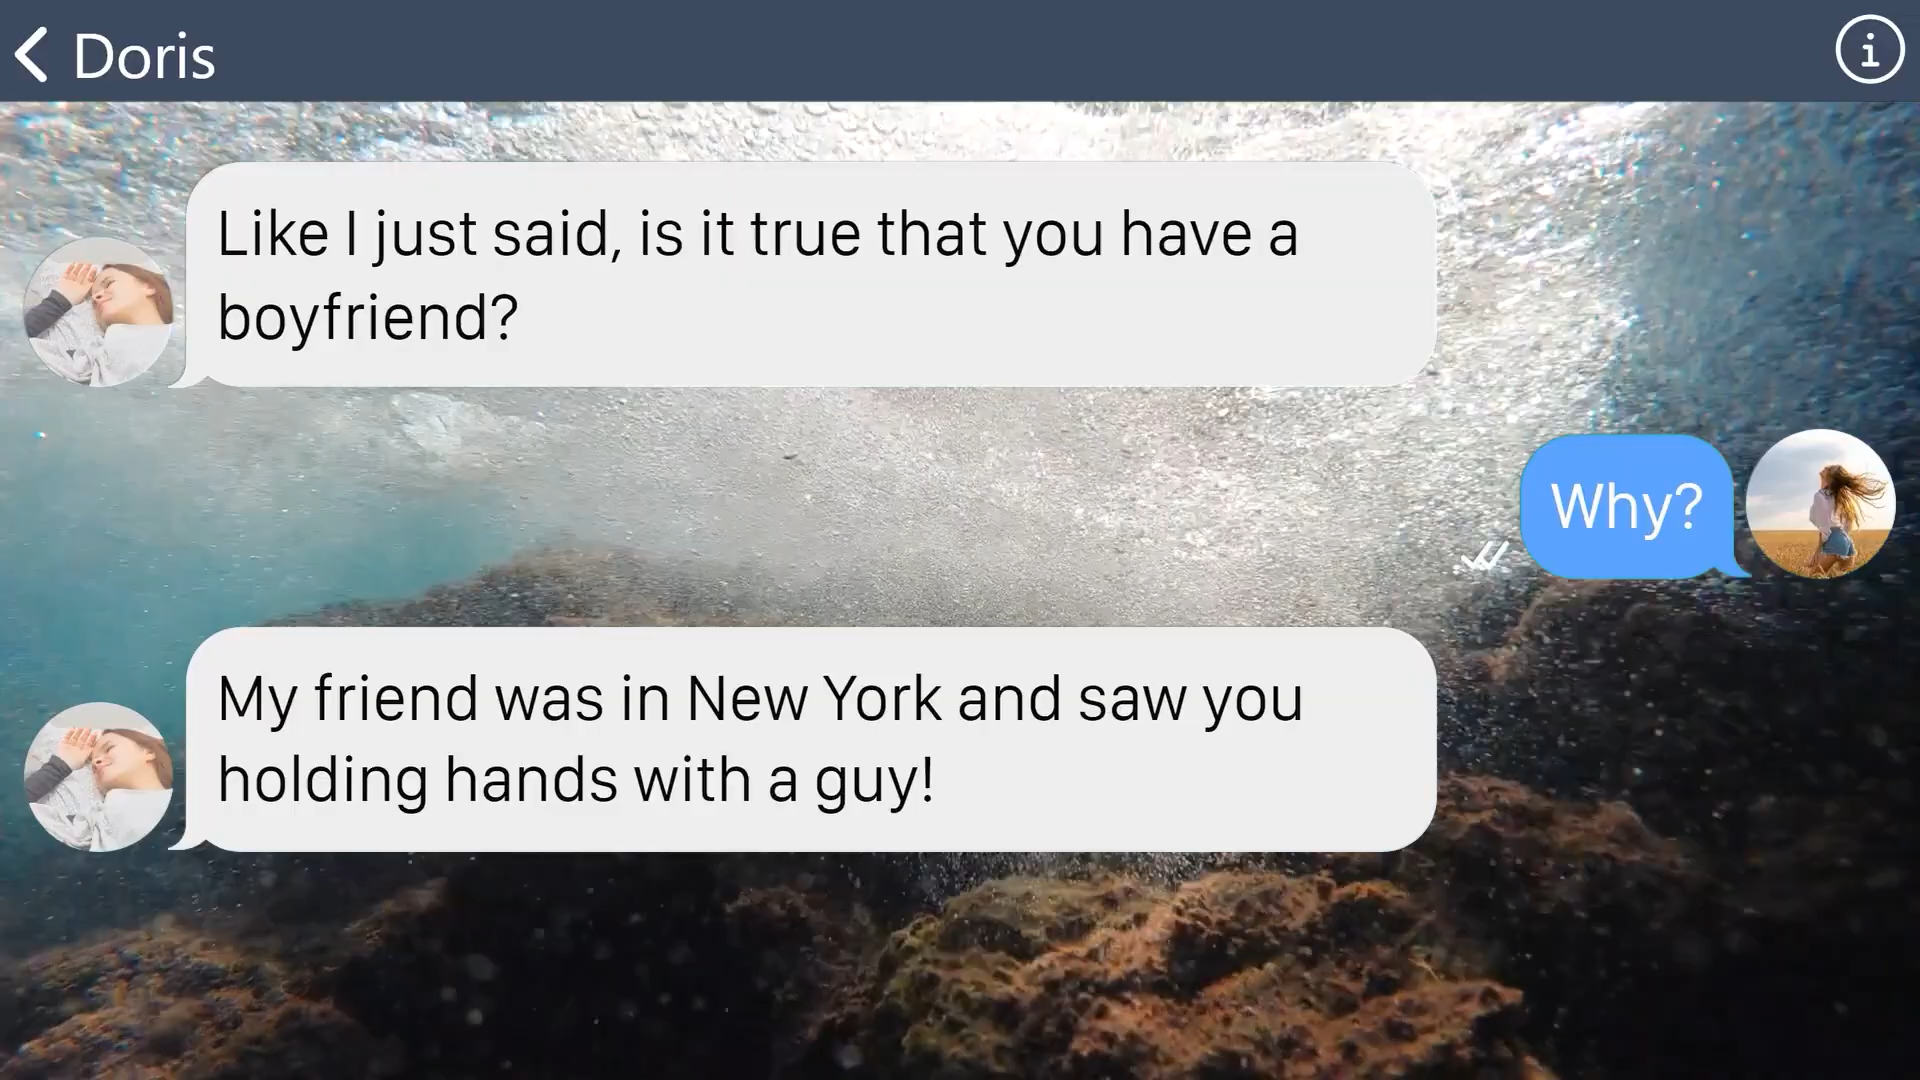 Doris
Like I just said, is it true that you have a
boyfriend?
Why?
My friend was in New York and saw you
holding hands with a guy!